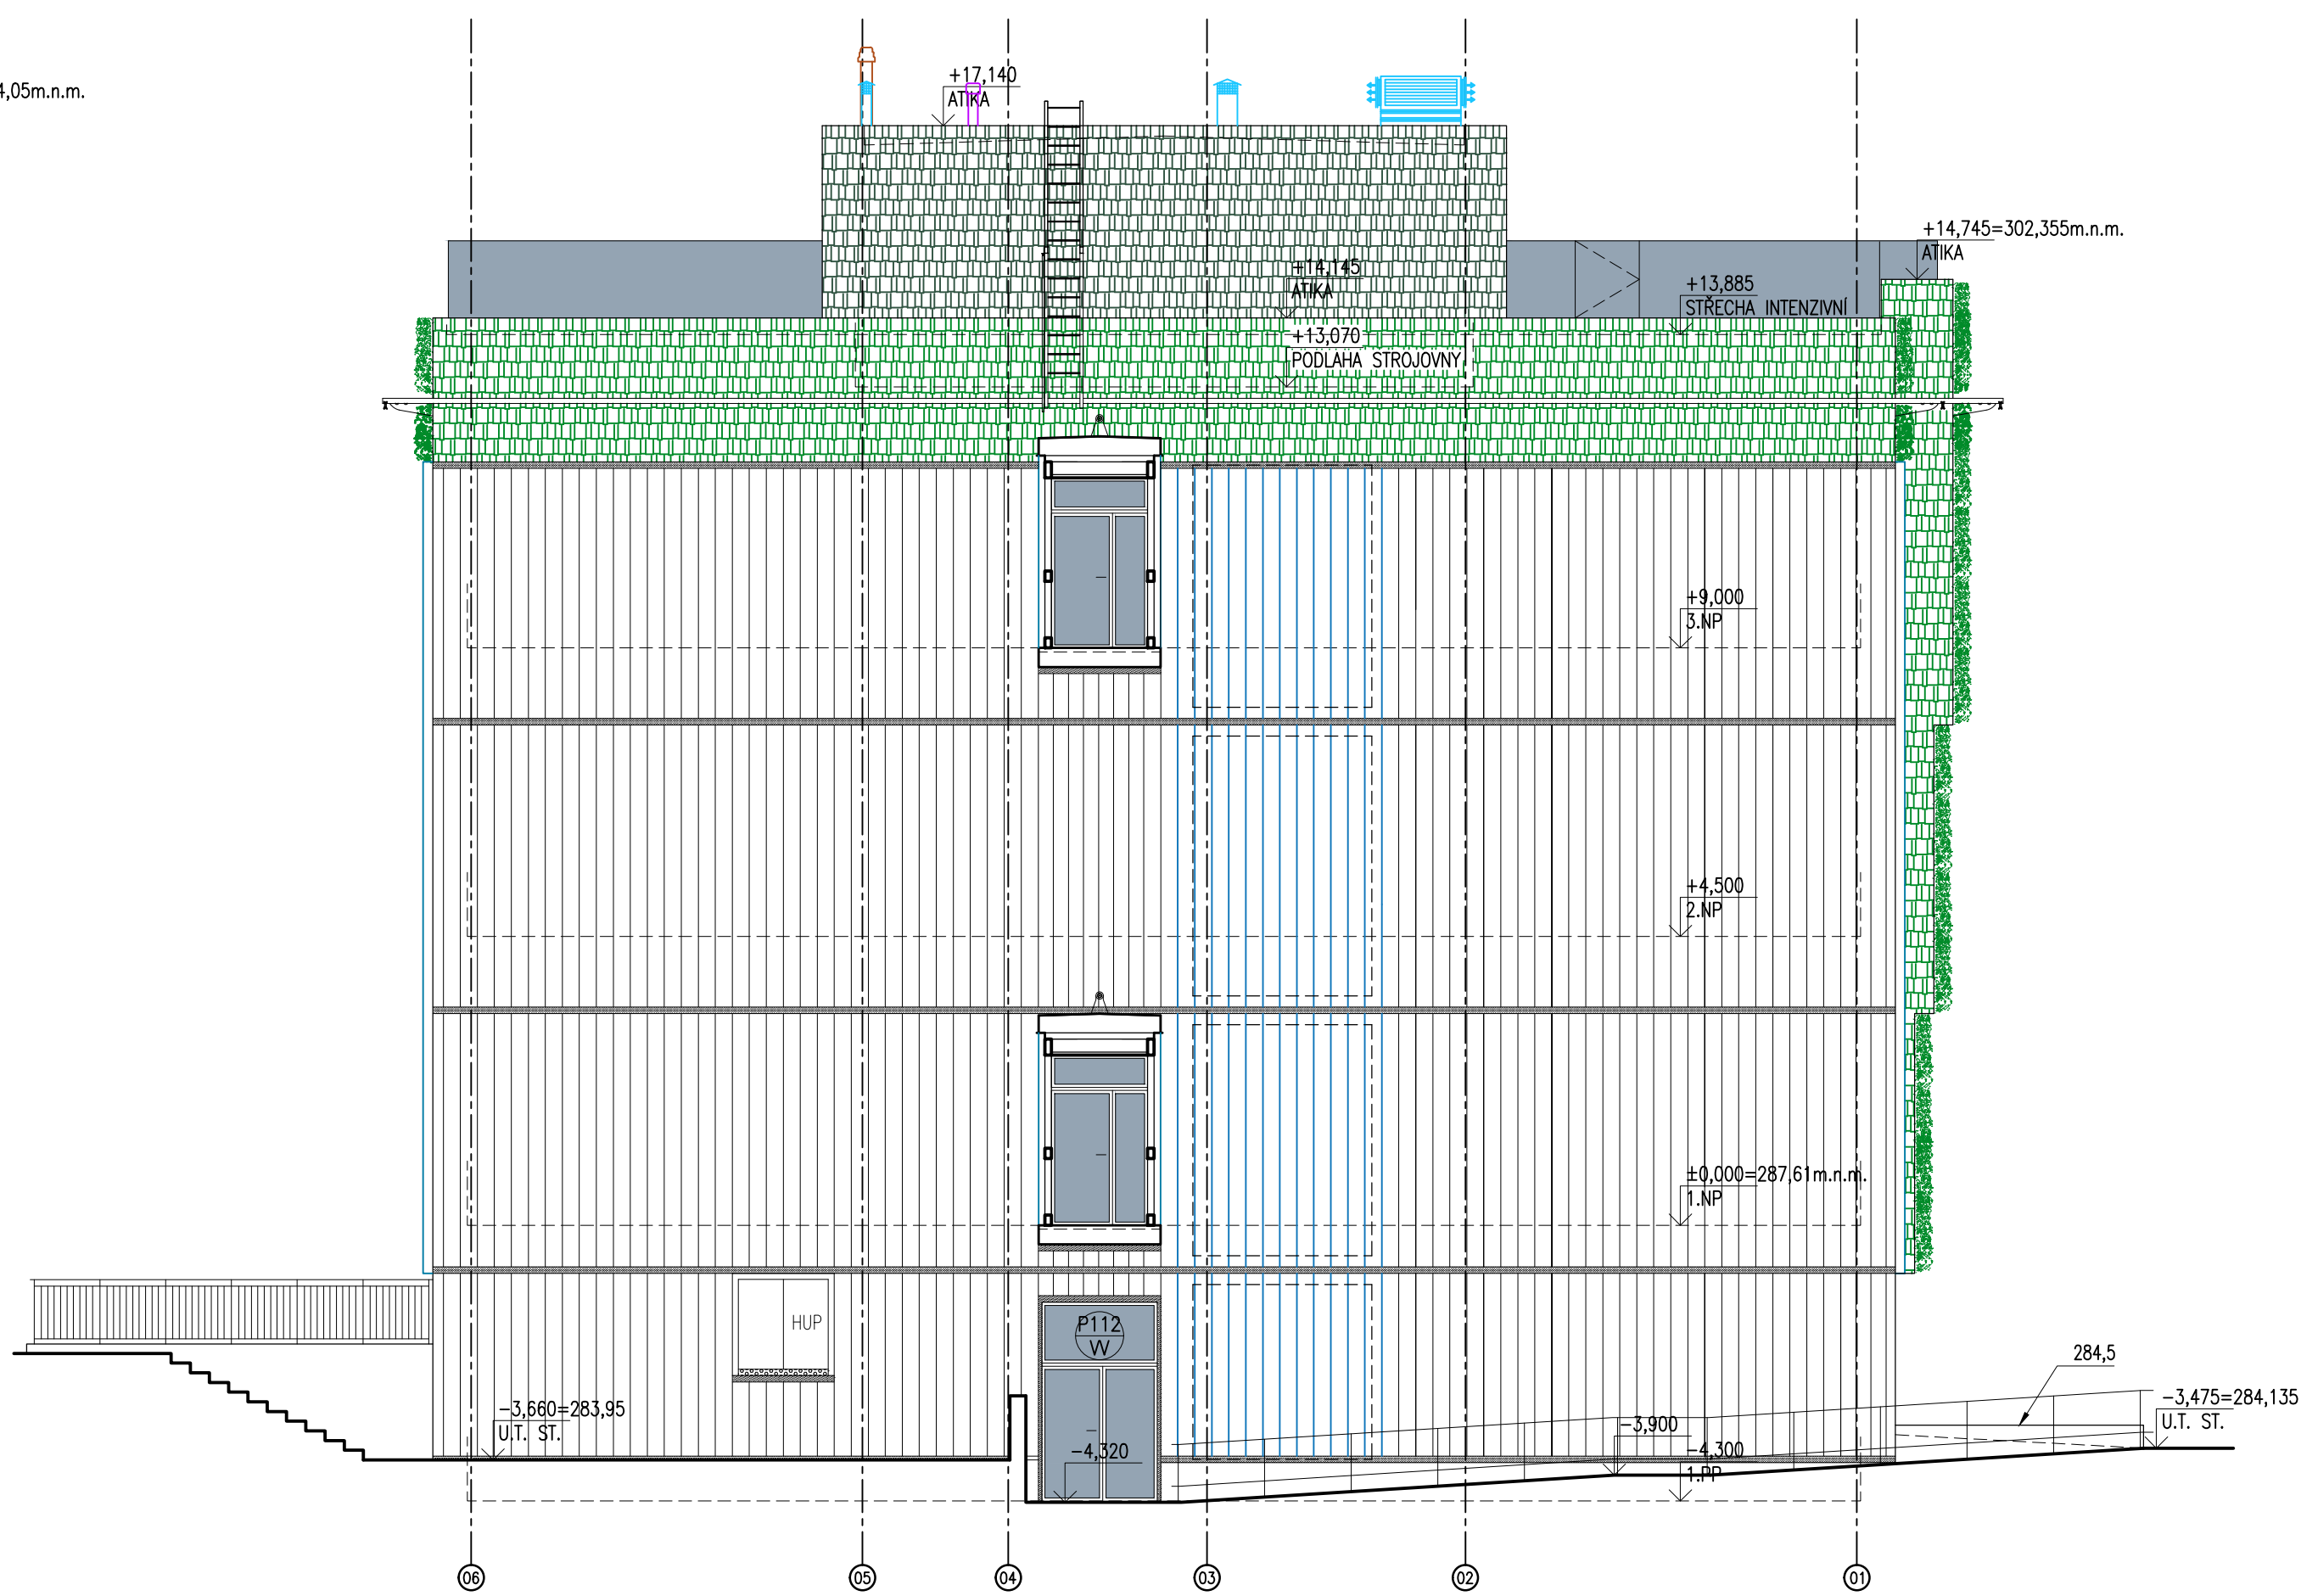 4,05m.n.m.
+17,140
ATIKA
+14,745=302,355m.n.m.
ATIKA
+14,145
ATIKA
+13,885
STŘECHA INTENZIVNÍ
+13,070
PODLAHA STROJOVNY
+9,000
3.NP
+4,500
2.NP
±0,000=287,61m.n.m.
1.NP
HUP
P112
W
284,5
-3,660=283,95
U.T. ST.
-3,475=284,135
U.T. ST.
-3,900
-4,320
-4,300
1.PP
06
05
04
03
02
01